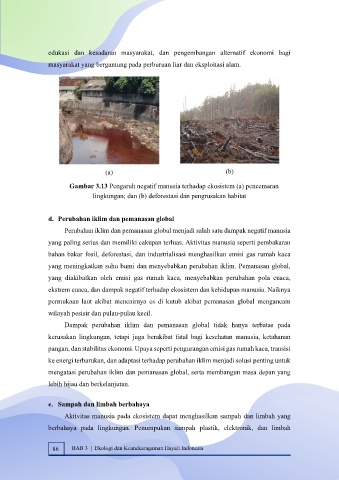 edukasi dan kesadaran masyarakat, dan pengembangan alternatif ekonomi bagi
masyarakat yang bergantung pada perburuan liar dan eksploitasi alam.
(a) (b)
Gambar 3.13 Pengaruh negatif manusia terhadap ekosistem (a) pencemaran
lingkungan; dan (b) deforestasi dan pengrusakan habitat
d. Perubahan iklim dan pemanasan global
Perubahan iklim dan pemanasan global menjadi salah satu dampak negatif manusia
yang paling serius dan memiliki cakupan terluas. Aktivitas manusia seperti pembakaran
bahan bakar fosil, deforestasi, dan industrialisasi menghasilkan emisi gas rumah kaca
yang meningkatkan suhu bumi dan menyebabkan perubahan iklim. Pemanasan global,
yang diakibatkan oleh emisi gas rumah kaca, menyebabkan perubahan pola cuaca,
ekstrem cuaca, dan dampak negatif terhadap ekosistem dan kehidupan manusia. Naiknya
permukaan laut akibat mencairnya es di kutub akibat pemanasan global mengancam
wilayah pesisir dan pulau-pulau kecil.
Dampak perubahan iklim dan pemanasan global tidak hanya terbatas pada
kerusakan lingkungan, tetapi juga berakibat fatal bagi kesehatan manusia, ketahanan
pangan, dan stabilitas ekonomi. Upaya seperti pengurangan emisi gas rumah kaca, transisi
ke energi terbarukan, dan adaptasi terhadap perubahan iklim menjadi solusi penting untuk
mengatasi perubahan iklim dan pemanasan global, serta membangun masa depan yang
lebih hijau dan berkelanjutan.
e. Sampah dan limbah berbahaya
Aktivitas manusia pada ekosistem dapat menghasilkan sampah dan limbah yang
berbahaya pada lingkungan. Penumpukan sampah plastik, elektronik, dan limbah
86 BAB 3 | Ekologi dan Keanekaragaman Hayati Indonesia